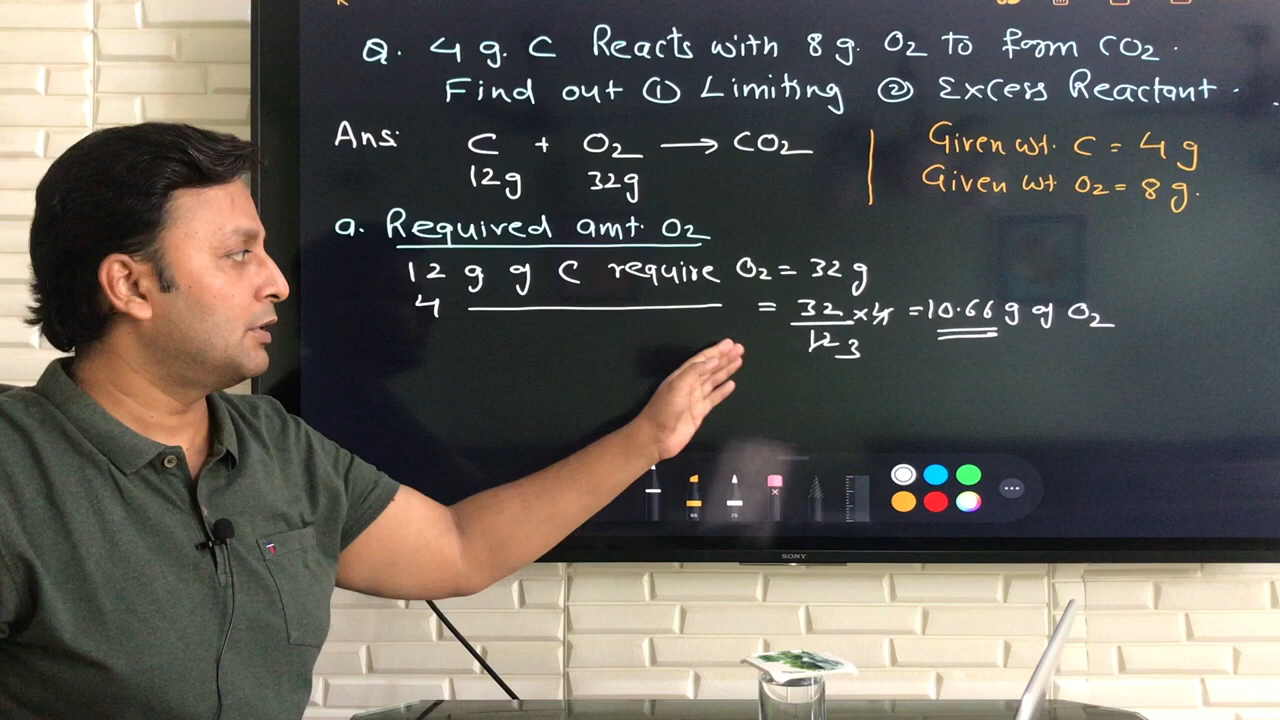 Q. 4 g. C Reacts with 8 g. O2 to form CO2.
Find out ① Limiting ② Excess Reactant.
Ans:
C + O2 → CO2
12g 32g
Given wt. C = 4 g
Given wt O2 = 8 g.
a. Required amt. O2
12 g g C require O2 = 32 g
4 ———— = 32/12 3 × 4 = 10.66 g g O2
SONY